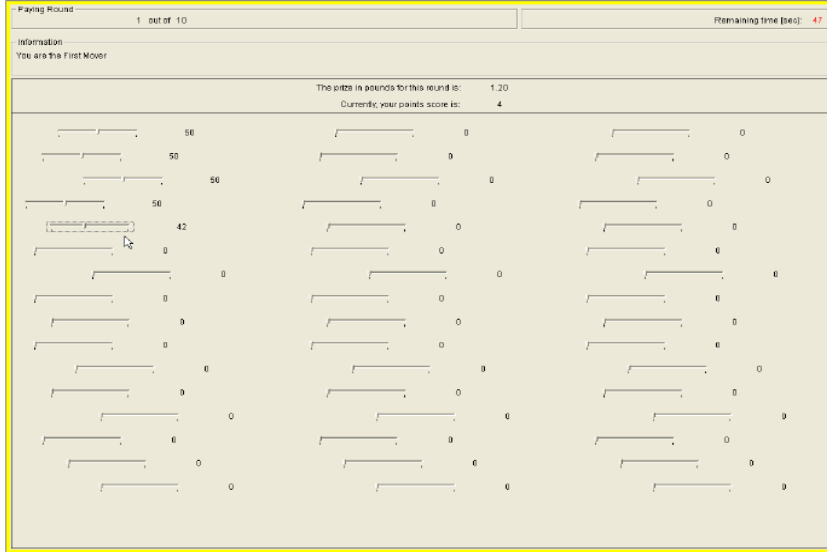 Paying Round
1 out of 10
Remaining time [sec]: 47
Information
You are the First Mover
The prize in pounds for this round is: 1.20
Currently, your points score is: 4
50 0 0
50 0 0
50 0 0
50 0 0
42 0 0
0 0 0
0 0 0
0 0 0
0 0 0
0 0 0
0 0 0
0 0 0
0 0 0
0 0 0
0 0 0
0 0 0